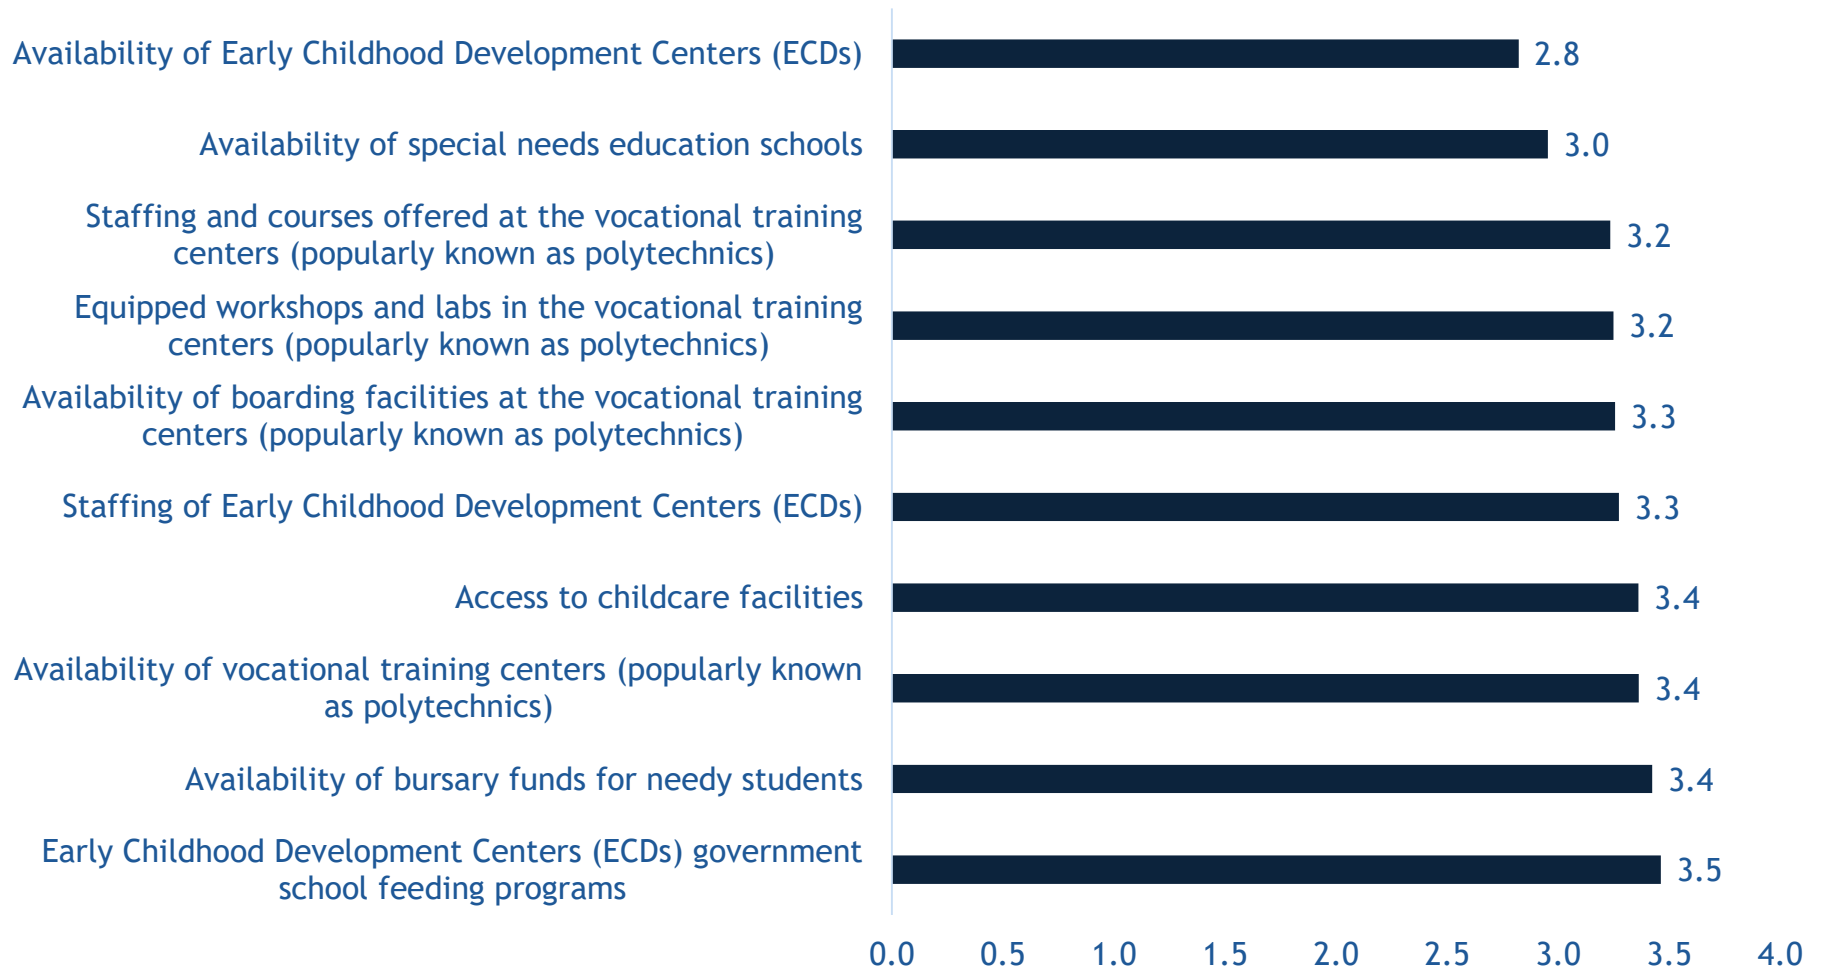 Availability of Early Childhood Development Centers (ECDs)
2.8
Availability of special needs education schools
3.0
Staffing and courses offered at the vocational training
centers (popularly known as polytechnics)
3.2
Equipped workshops and labs in the vocational training
centers (popularly known as polytechnics)
3.2
Availability of boarding facilities at the vocational training
centers (popularly known as polytechnics)
3.3
Staffing of Early Childhood Development Centers (ECDs)
3.3
Access to childcare facilities
3.4
Availability of vocational training centers (popularly known
as polytechnics)
3.4
Availability of bursary funds for needy students
3.4
Early Childhood Development Centers (ECDs) government
school feeding programs
3.5
0.0 0.5 1.0 1.5 2.0 2.5 3.0 3.5 4.0